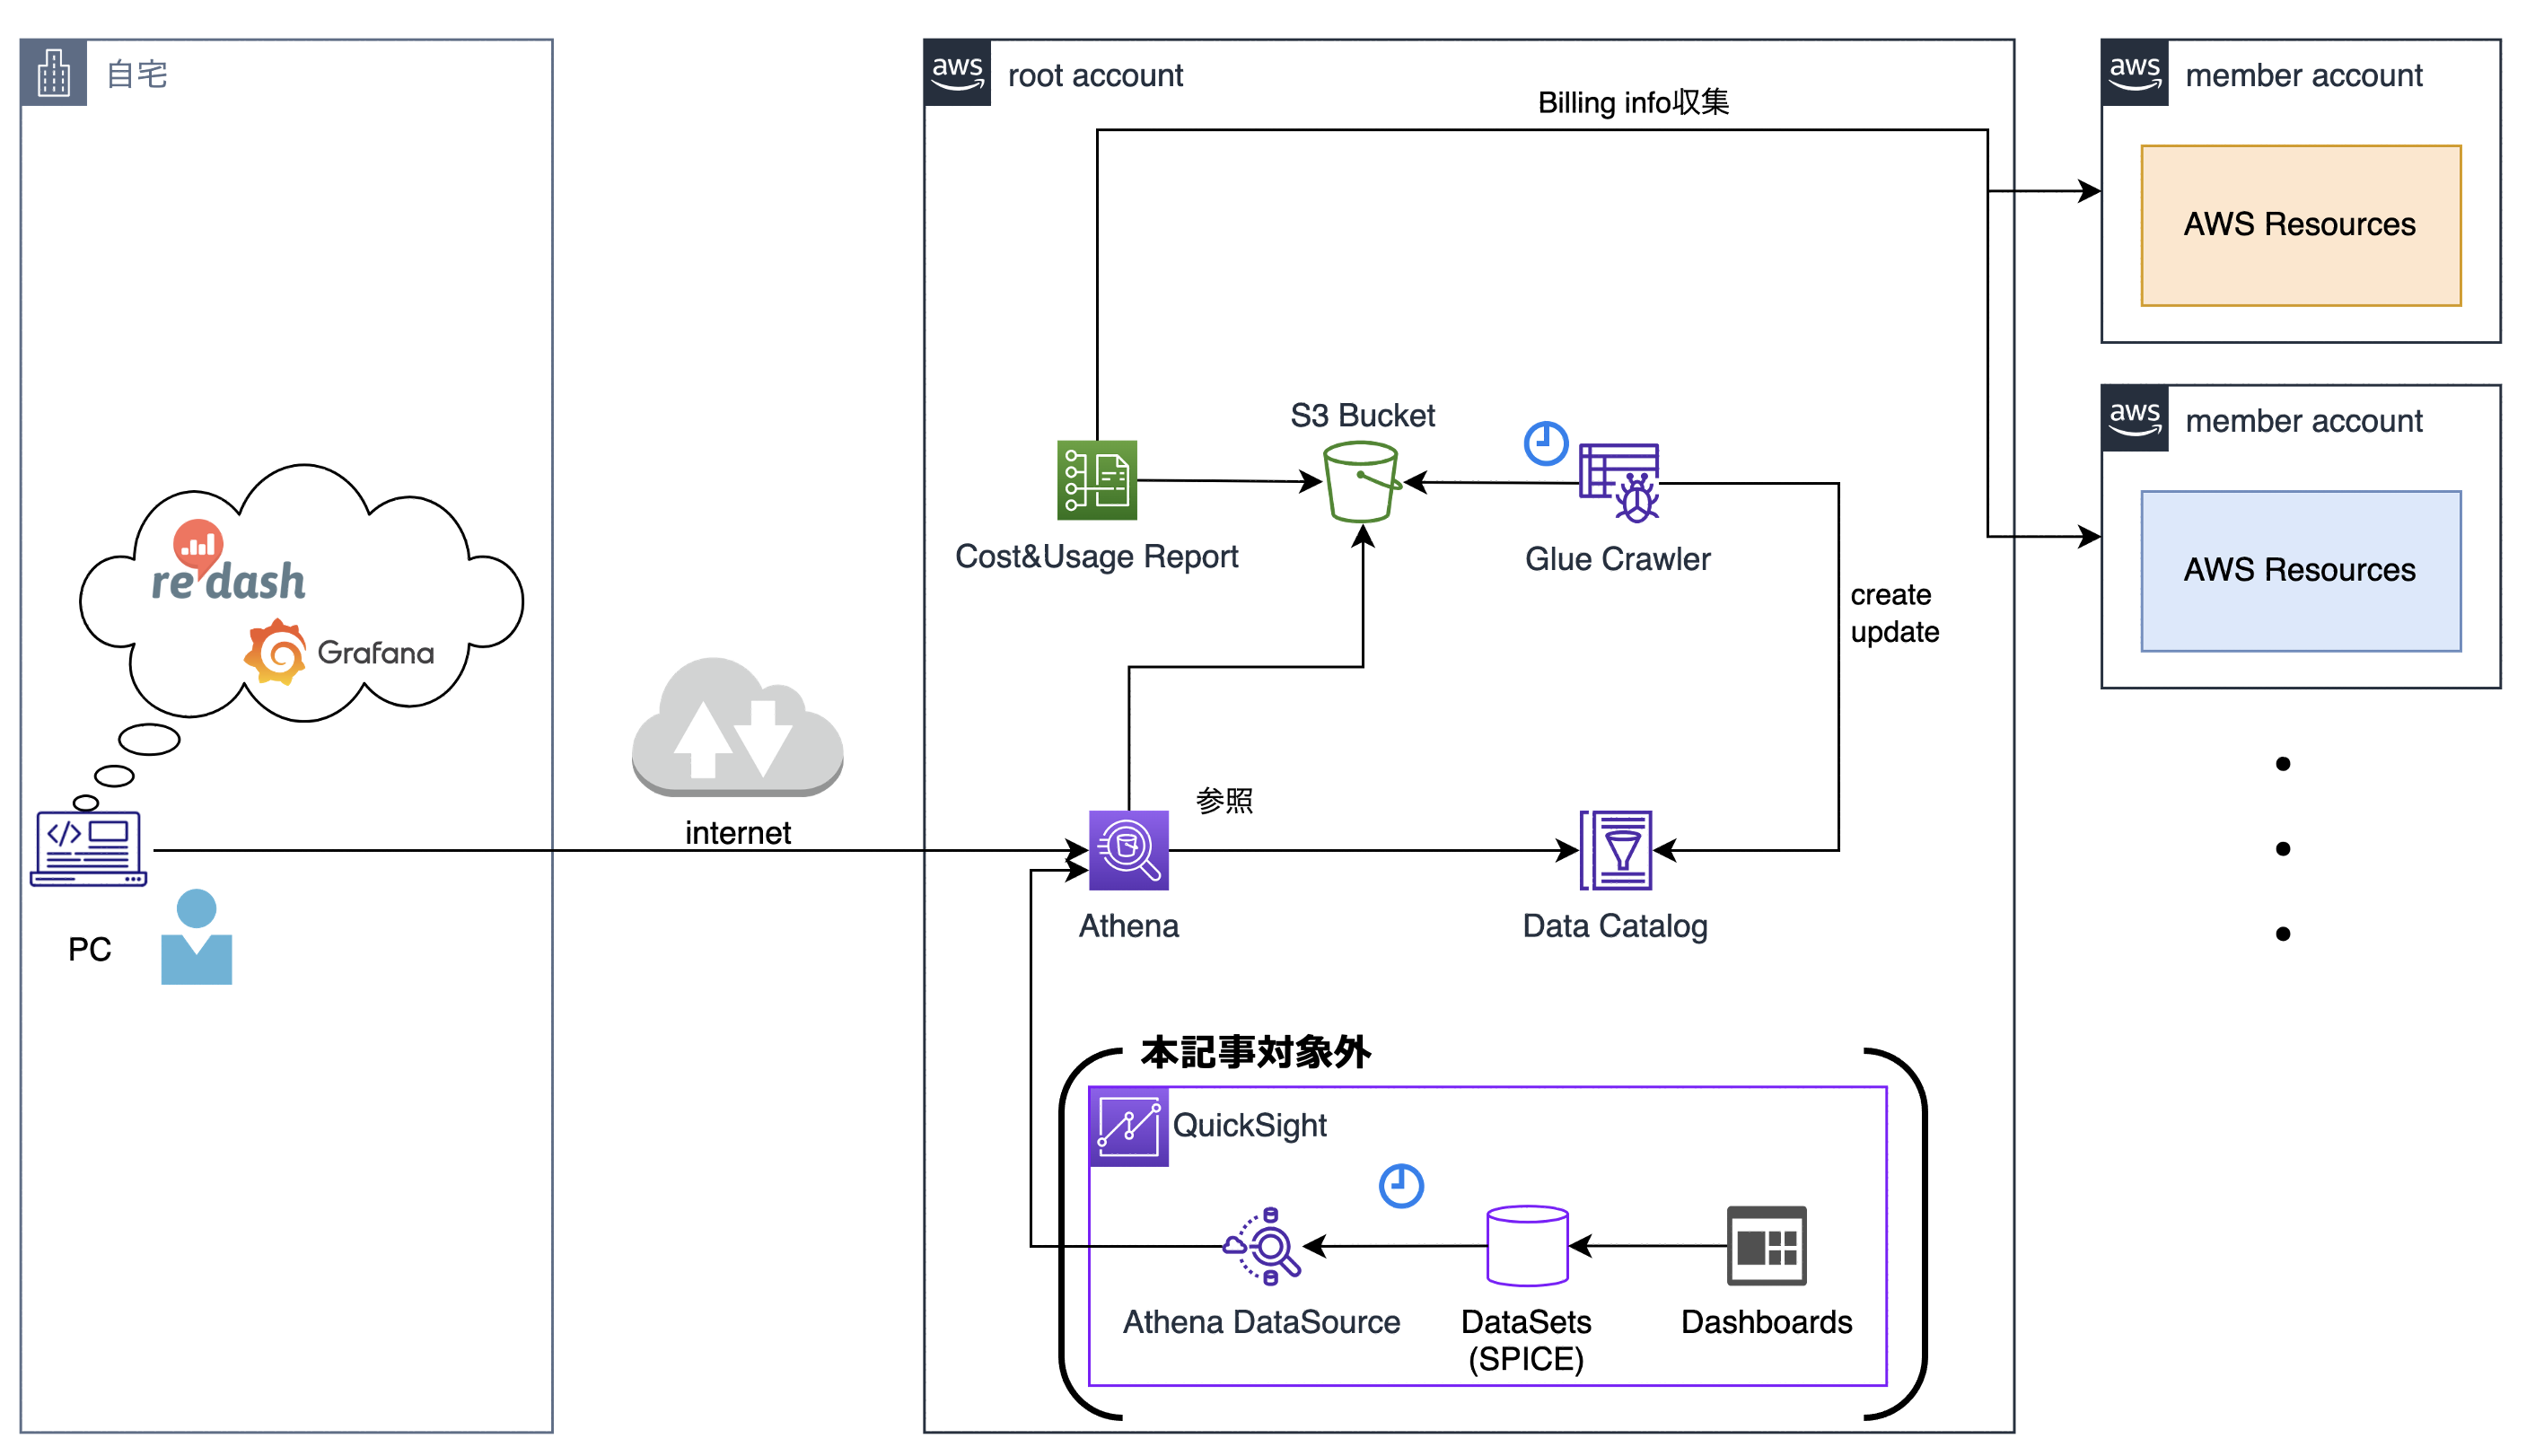 自宅
re:dash
Grafana
PC
internet
aws
root account
Billing info収集
S3 Bucket
Cost&Usage Report
Glue Crawler
create
update
参照
Athena
Data Catalog
本記事対象外
QuickSight
Athena DataSource
DataSets
(SPICE)
Dashboards
aws
member account
AWS Resources
aws
member account
AWS Resources